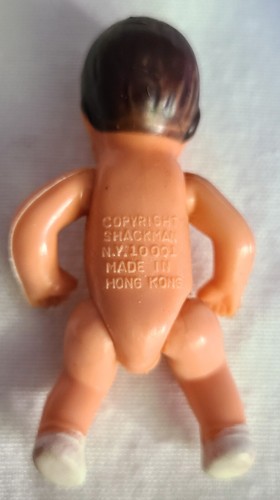 COPYRIGHT
SHACKMAN
N.Y. 10001
MADE IN
HONG KONG